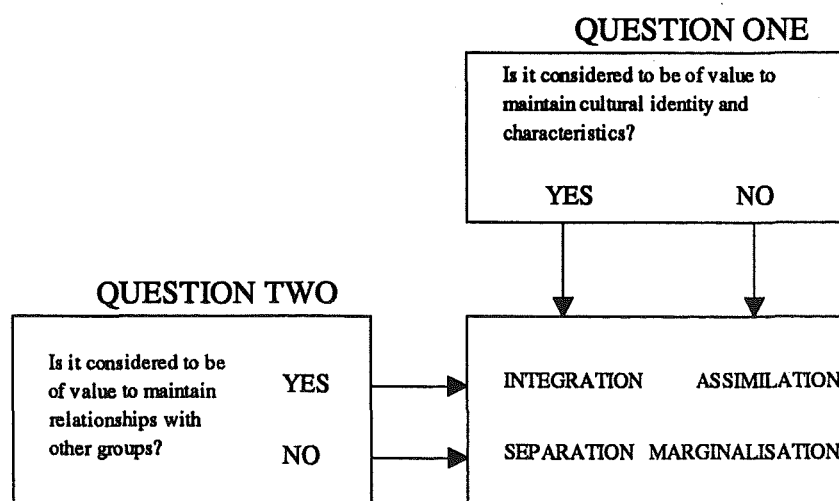 QUESTION ONE
Is it considered to be of value to
maintain cultural identity and
characteristics?
YES NO
QUESTION TWO
Is it considered to be
of value to maintain
relationships with
other groups?
YES
NO
INTEGRATION ASSIMILATION
SEPARATION MARGINALISATION